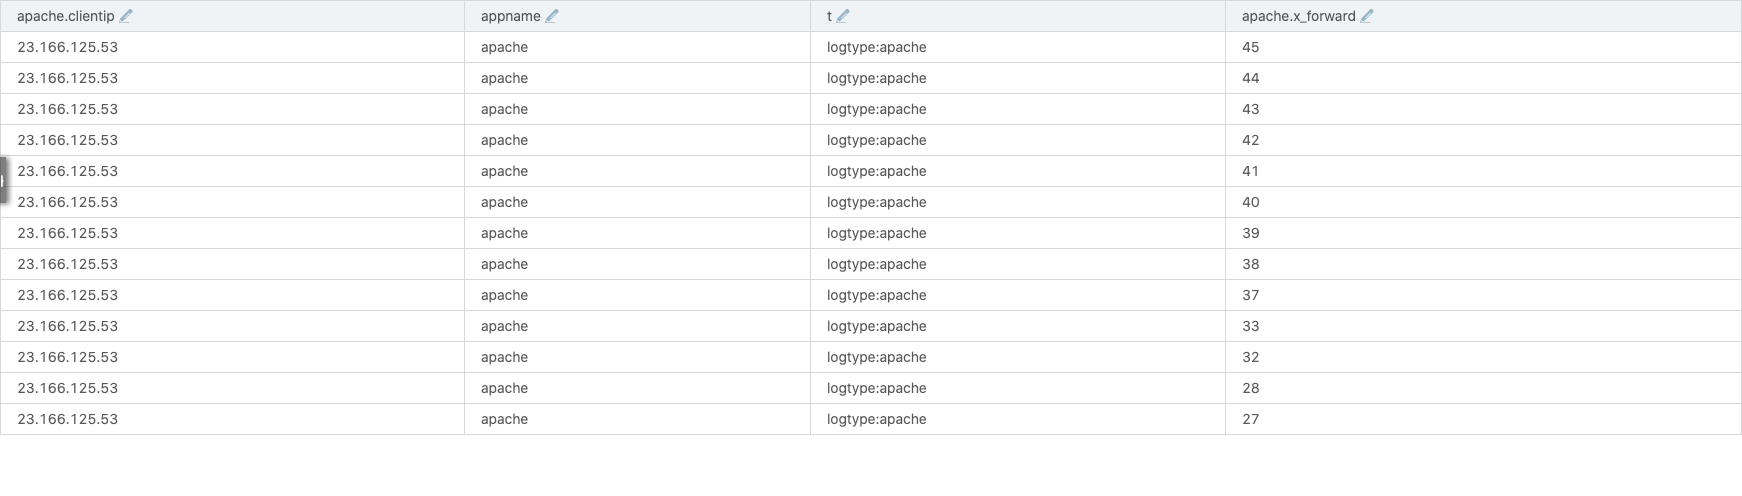 apache.clientip appname t apache.x_forward
23.166.125.53 apache logtype:apache 45
23.166.125.53 apache logtype:apache 44
23.166.125.53 apache logtype:apache 43
23.166.125.53 apache logtype:apache 42
23.166.125.53 apache logtype:apache 41
23.166.125.53 apache logtype:apache 40
23.166.125.53 apache logtype:apache 39
23.166.125.53 apache logtype:apache 38
23.166.125.53 apache logtype:apache 37
23.166.125.53 apache logtype:apache 33
23.166.125.53 apache logtype:apache 32
23.166.125.53 apache logtype:apache 28
23.166.125.53 apache logtype:apache 27